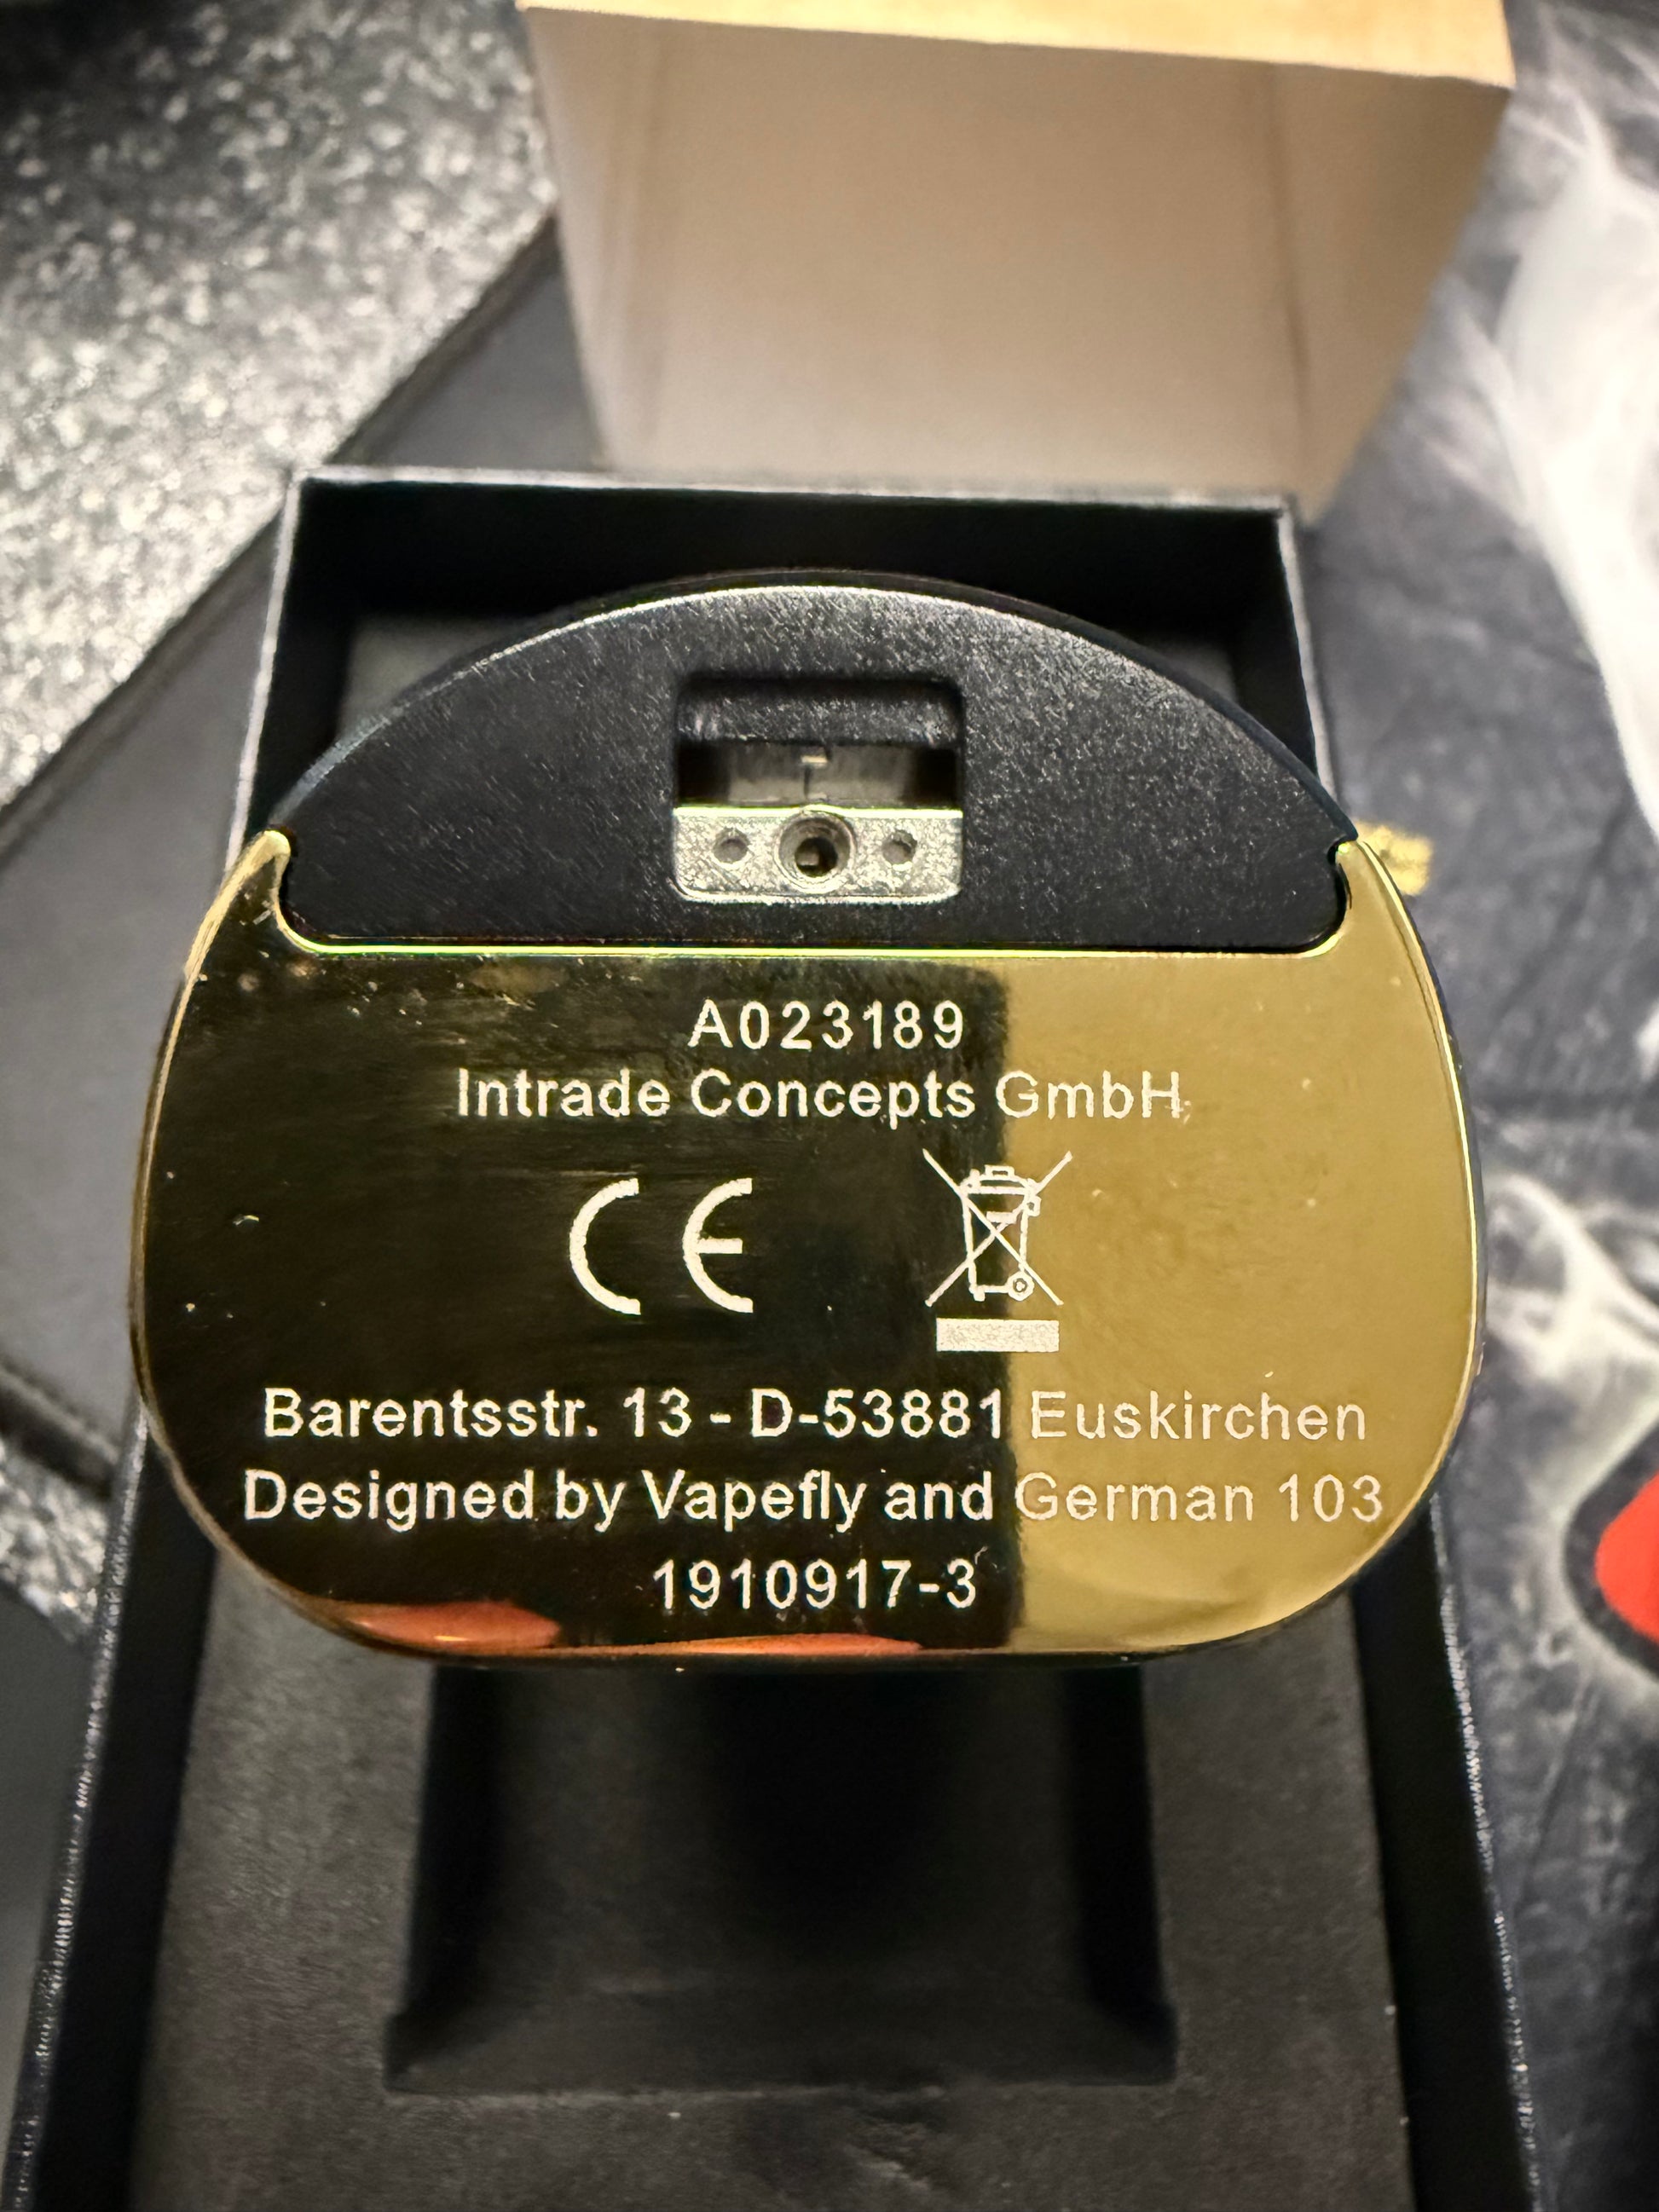 A023189
Intrade Concepts GmbH
CE
Barentsstr. 13 - D-53881 Euskirchen
Designed by Vapefly and German 103
1910917-3